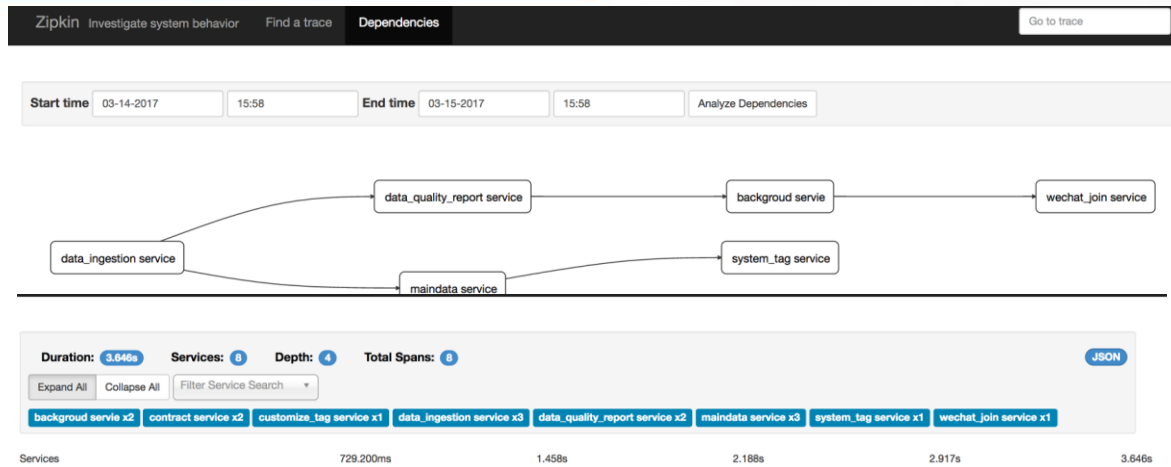 Zipkin Investigate system behavior Find a trace Dependencies Go to trace
Start time 03-14-2017 15:58 End time 03-15-2017 15:58 Analyze Dependencies
data_quality_report service backgroud servie wechat_join service
data_ingestion service system_tag service
maindata service
Duration: 3.646s Services: 8 Depth: 4 Total Spans: 8 JSON
Expand All Collapse All Filter Service Search
backgroud servie x2 contract service x2 customize_tag service x1 data_ingestion service x3 data_quality_report service x2 maindata service x3 system_tag service x1 wechat_join service x1
Services 729.200ms 1.458s 2.188s 2.917s 3.646s